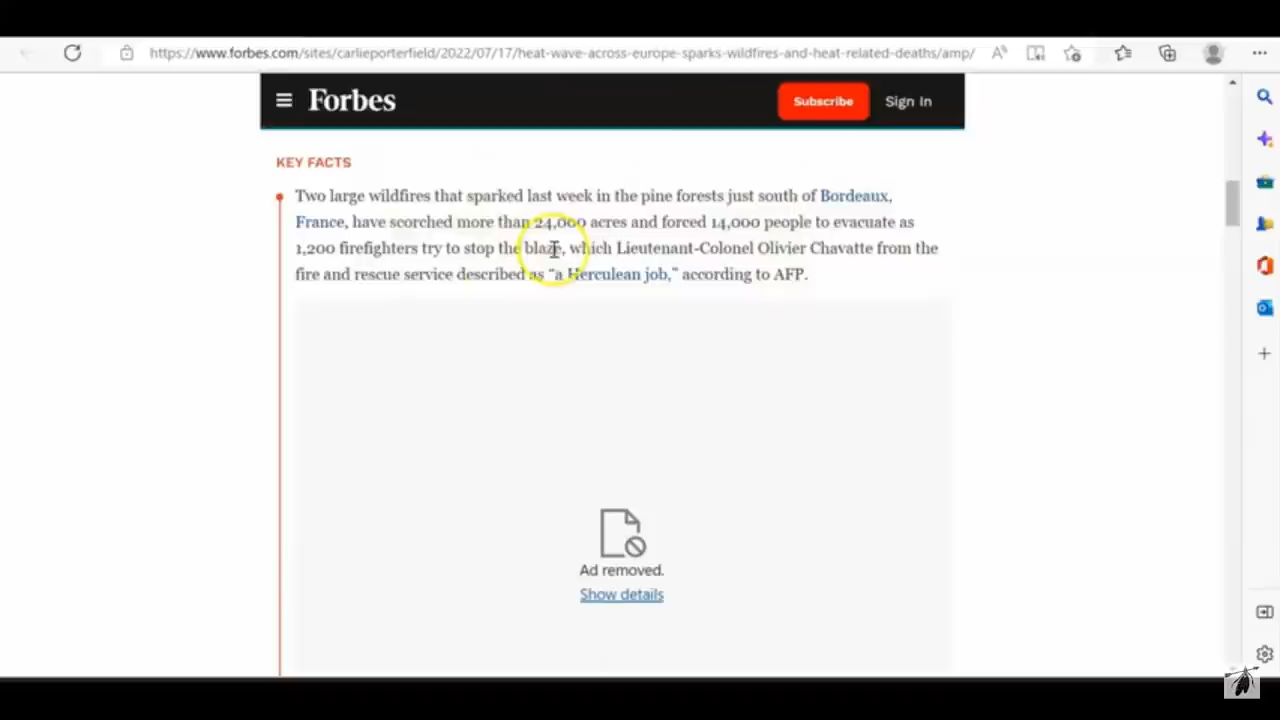 https://www.forbes.com/sites/carlieporterfield/2022/07/17/heat-wave-across-europe-sparks-wildfires-and-heat-related-deaths/amp/
Forbes
Subscribe
Sign In
KEY FACTS
Two large wildfires that sparked last week in the pine forests just south of Bordeaux,
France, have scorched more than 24,000 acres and forced 14,000 people to evacuate as
1,200 firefighters try to stop the blaze, which Lieutenant-Colonel Olivier Chavatte from the
fire and rescue service described as “a Herculean job,” according to AFP.
Ad removed.
Show details